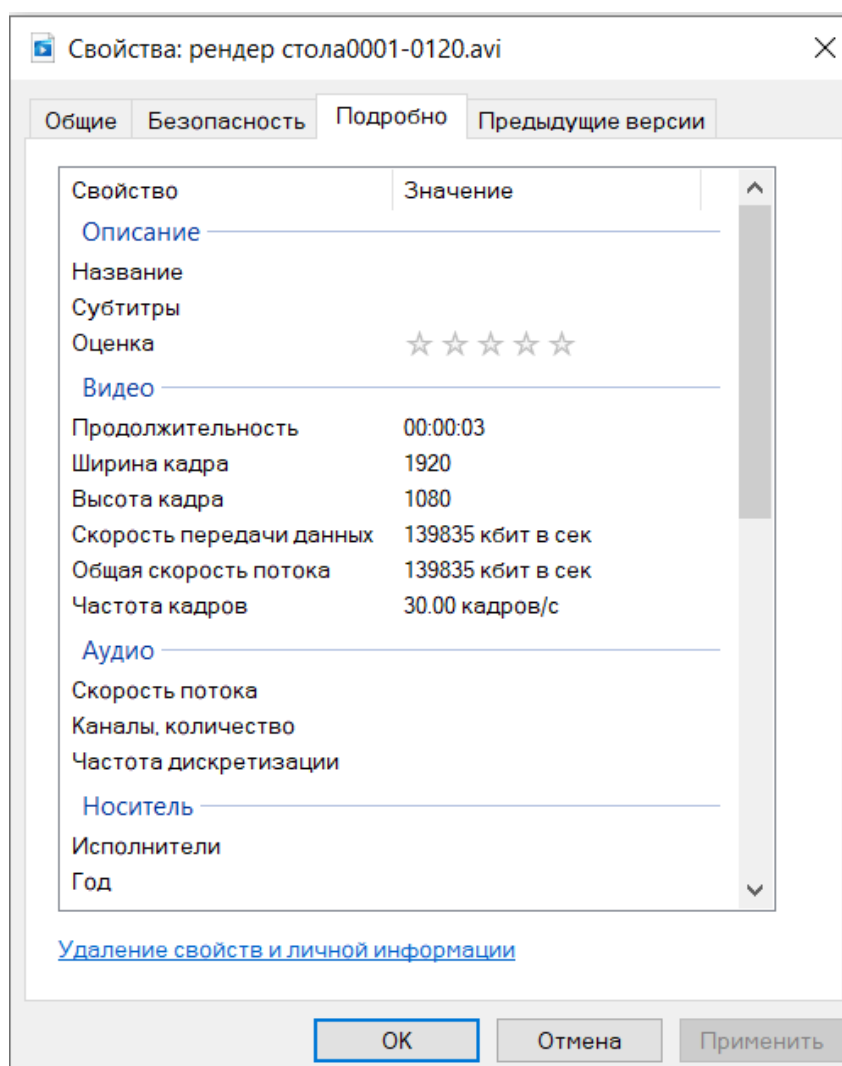 Свойства: рендер стола0001-0120.avi
Общие Безопасность Подробно Предыдущие версии
Свойство Значение
Описание
Название
Субтитры
Оценка
Видео
Продолжительность 00:00:03
Ширина кадра 1920
Высота кадра 1080
Скорость передачи данных 139835 кбит в сек
Общая скорость потока 139835 кбит в сек
Частота кадров 30.00 кадров/с
Аудио
Скорость потока
Каналы, количество
Частота дискретизации
Носитель
Исполнители
Год
Удаление свойств и личной информации
ОК Отмена Применить